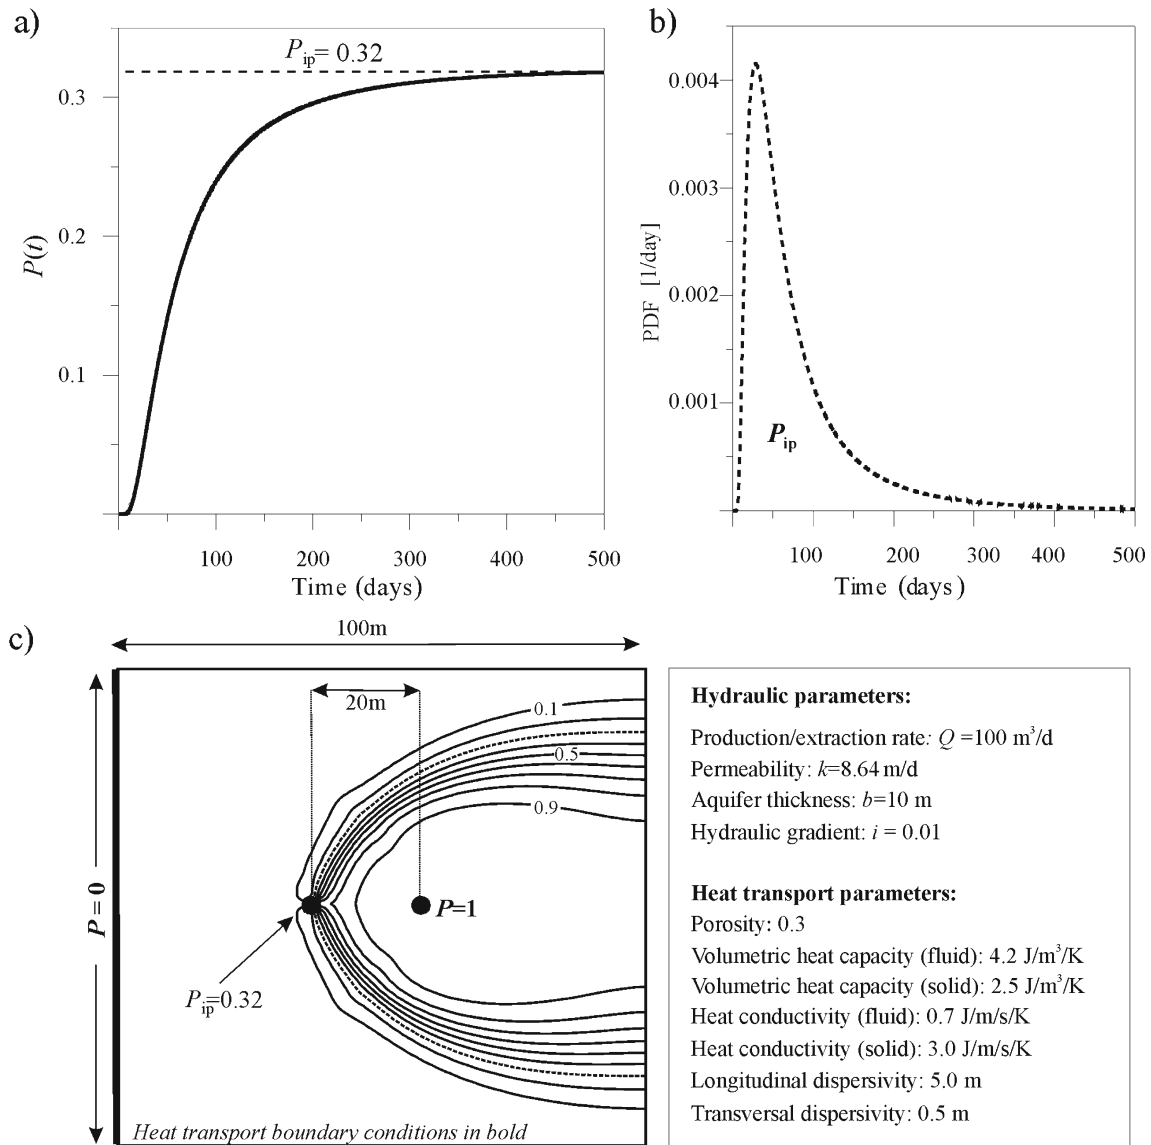 a)
P_ip= 0.32
0.3
0.2
0.1
P(t)
100
200
300
400
500
Time (days)
b)
0.004
0.003
0.002
0.001
PDF [1/day]
P_ip
100
200
300
400
500
Time (days)
c)
100m
20m
0.1
0.5
0.9
P = 0
P=1
P_ip=0.32
Heat transport boundary conditions in bold
Hydraulic parameters:
Production/extraction rate: Q =100 m³/d
Permeability: k=8.64 m/d
Aquifer thickness: b=10 m
Hydraulic gradient: i = 0.01
Heat transport parameters:
Porosity: 0.3
Volumetric heat capacity (fluid): 4.2 J/m³/K
Volumetric heat capacity (solid): 2.5 J/m³/K
Heat conductivity (fluid): 0.7 J/m/s/K
Heat conductivity (solid): 3.0 J/m/s/K
Longitudinal dispersivity: 5.0 m
Transversal dispersivity: 0.5 m